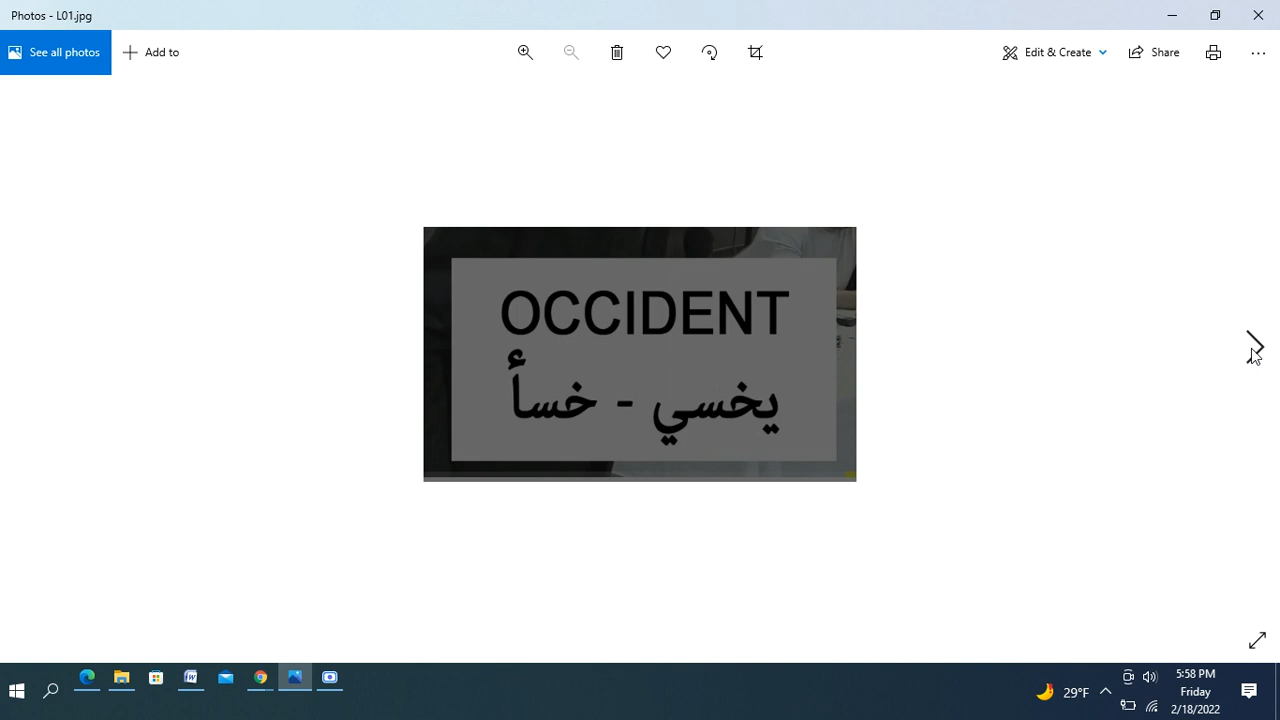 Photos - L01.jpg
See all photos
Add to
Edit & Create
Share
OCCIDENT
يخسي - خسأ
29°F
5:58 PM
Friday
2/18/2022